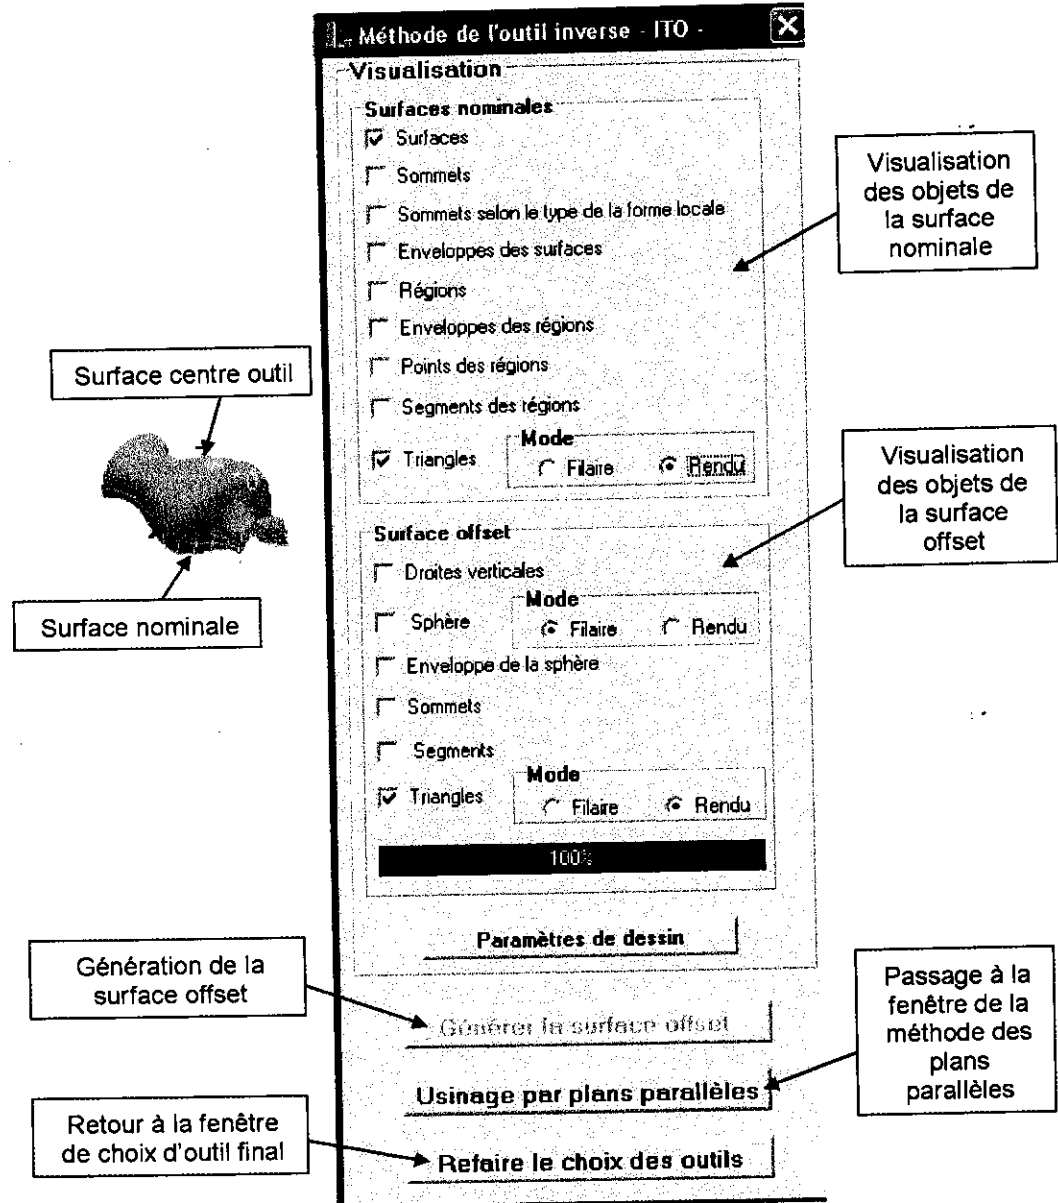 Méthode de l'outil inverse - ITO -
Visualisation
Surfaces nominales
Surfaces
Sommets
Sommets selon le type de la forme locale
Enveloppes des surfaces
Régions
Enveloppes des régions
Points des régions
Segments des régions
Triangles
Mode
Filaire
Rendu
Surface offset
Droites verticales
Sphère
Mode
Filaire
Rendu
Enveloppe de la sphère
Sommets
Segments
Triangles
Mode
Filaire
Rendu
100%
Paramètres de dessin
Générer la surface offset
Usinage par plans parallèles
Refaire le choix des outils
Surface centre outil
Surface nominale
Génération de la
surface offset
Retour à la fenêtre
de choix d'outil final
Visualisation
des objets de
la surface
nominale
Visualisation
des objets de
la surface
offset
Passage à la
fenêtre de la
méthode des
plans
parallèles